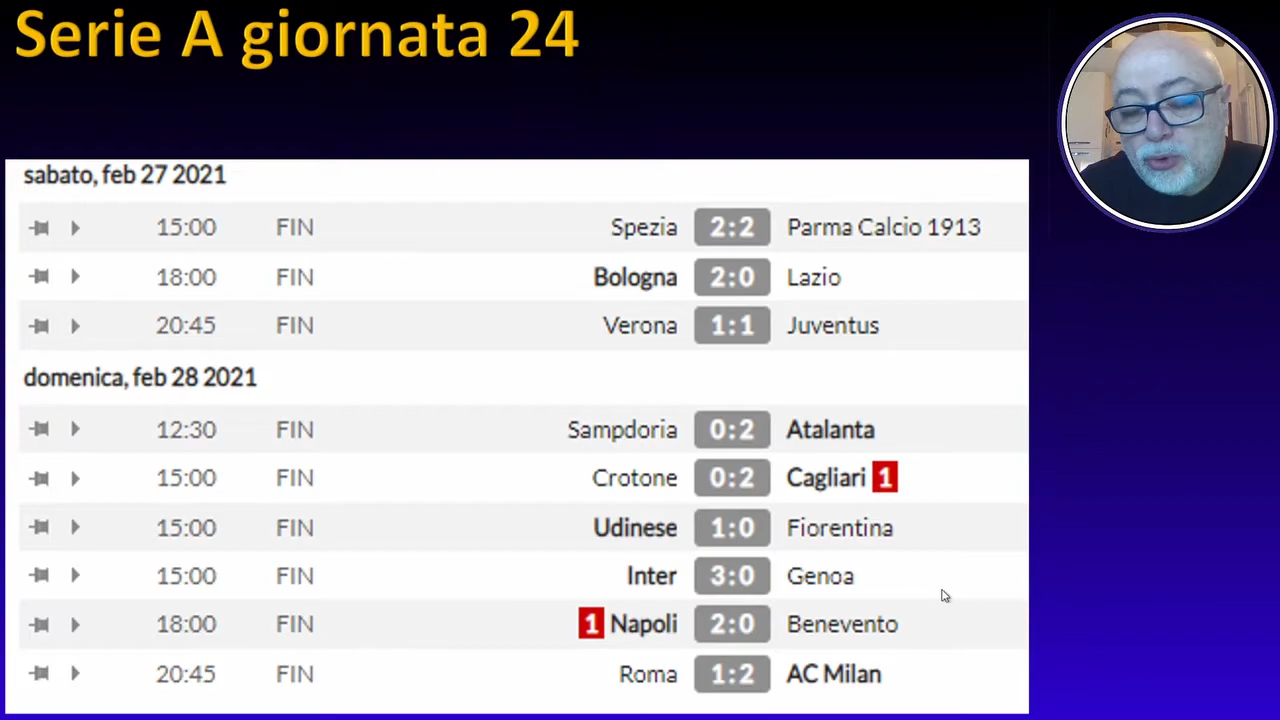 Serie A giornata 24
sabato, feb 27 2021
15:00 FIN Spezia 2:2 Parma Calcio 1913
18:00 FIN Bologna 2:0 Lazio
20:45 FIN Verona 1:1 Juventus
domenica, feb 28 2021
12:30 FIN Sampdoria 0:2 Atalanta
15:00 FIN Crotone 0:2 Cagliari 1
15:00 FIN Udinese 1:0 Fiorentina
15:00 FIN Inter 3:0 Genoa
18:00 FIN 1 Napoli 2:0 Benevento
20:45 FIN Roma 1:2 AC Milan